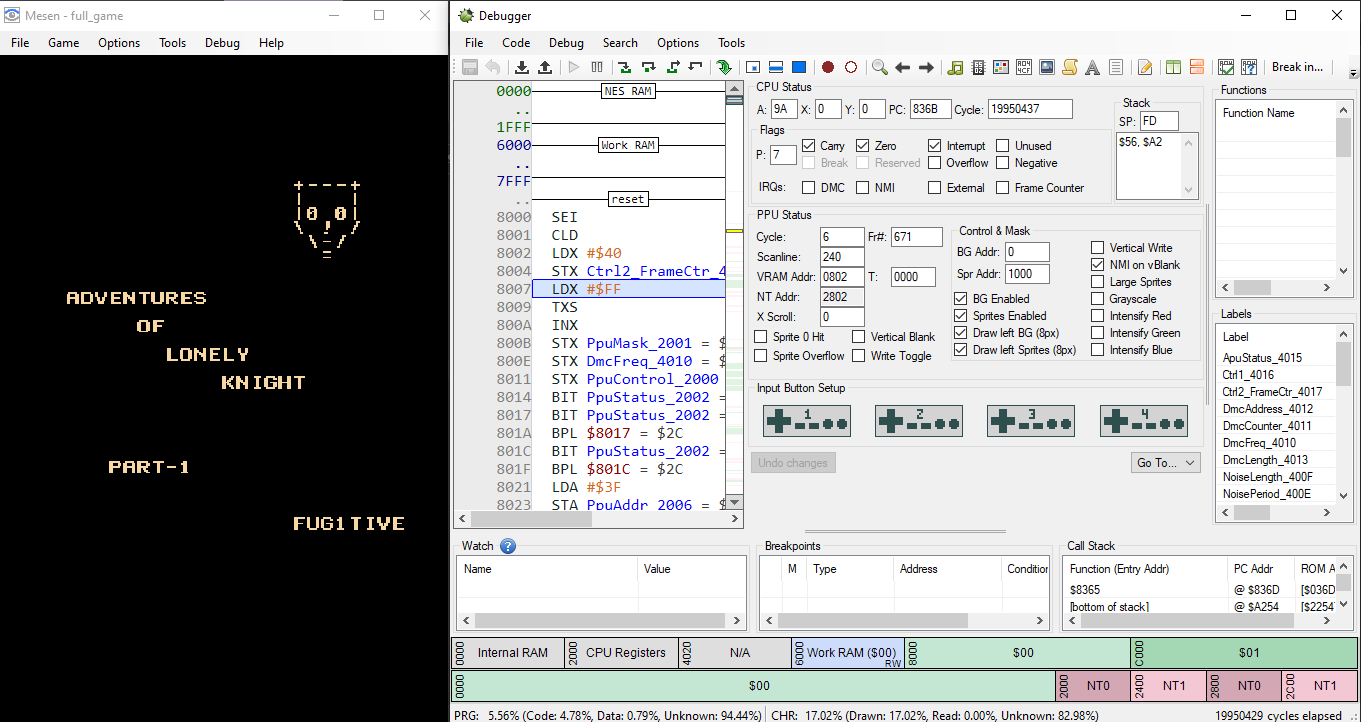 Mesen - full_game
File Game Options Tools Debug Help
+----+
|0 0|
ADVENTURES
OF
LONELY
KNIGHT
PART-1
FUG1TIVE
Debugger
File Code Debug Search Options Tools
Break in...
0000 NES RAM
..
1FFF
6000 Work RAM
..
7FFF
.. reset
8000 SEI
8001 CLD
8002 LDX #$40
8004 STX Ctrl2_FrameCtr_4
8007 LDX #$FF
8009 TXS
800A INX
800B STX PpuMask_2001 = $
800E STX DmcFreq_4010 = $
8011 STX PpuControl_2000
8014 BIT PpuStatus_2002 =
8017 BIT PpuStatus_2002 =
801A BPL $8017 = $2C
801C BIT PpuStatus_2002 =
801F BPL $801C = $2C
8021 LDA #$3F
8023 STA PpuAddr_2006 = $
CPU Status
A: 9A X: 0 Y: 0 PC: 836B Cycle: 19950437
Flags
P: 7 Carry Zero Interrupt Unused
Break Reserved Overflow Negative
IRQs: DMC NMI External Frame Counter
Stack
SP: FD
$56, $A2
PPU Status
Cycle: 6 Fr#: 671
Scanline: 240
VRAM Addr: 0802 T: 0000
NT Addr: 2802
X Scroll: 0
Sprite 0 Hit Vertical Blank
Sprite Overflow Write Toggle
Control & Mask
BG Addr: 0
Spr Addr: 1000
BG Enabled
Sprites Enabled
Draw left BG (8px)
Draw left Sprites (8px)
Vertical Write
NMI on vBlank
Large Sprites
Grayscale
Intensify Red
Intensify Green
Intensify Blue
Input Button Setup
1 2 3 4
Undo changes Go To...
Functions
Function Name
Labels
Label
ApuStatus_4015
Ctrl1_4016
Ctrl2_FrameCtr_4017
DmcAddress_4012
DmcCounter_4011
DmcFreq_4010
DmcLength_4013
NoiseLength_400F
NoisePeriod_400E
Watch ?
Name Value
Breakpoints
M Type Address Condition
Call Stack
Function (Entry Addr) PC Addr ROM A
$8365 @ $836D [$036D
[bottom of stack] @ $A254 [$2254
0000 Internal RAM 2000 CPU Registers 4020 N/A 6000 Work RAM ($00) RW 8000 $00 C000 $01
0000 $00 2000 NT0 2400 NT1 2800 NT0 2C00 NT1
PRG: 5.56% (Code: 4.78%, Data: 0.79%, Unknown: 94.44%) CHR: 17.02% (Drawn: 17.02%, Read: 0.00%, Unknown: 82.98%) 19950429 cycles elapsed